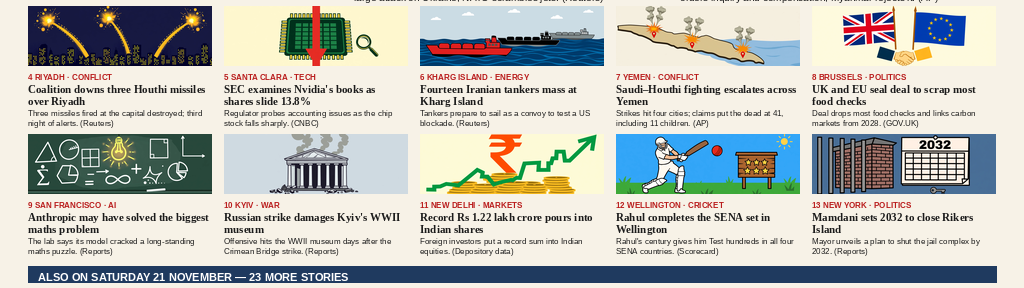 4 RIYADH · CONFLICT
Coalition downs three Houthi missiles
over Riyadh
Three missiles fired at the capital destroyed; third
night of alerts. (Reuters)
5 SANTA CLARA · TECH
SEC examines Nvidia's books as
shares slide 13.8%
Regulator probes accounting issues as the chip
stock falls sharply. (CNBC)
6 KHARG ISLAND · ENERGY
Fourteen Iranian tankers mass at
Kharg Island
Tankers prepare to sail as a convoy to test a US
blockade. (Reuters)
7 YEMEN · CONFLICT
Saudi–Houthi fighting escalates across
Yemen
Strikes hit four cities; claims put the dead at 41,
including 11 children. (AP)
8 BRUSSELS · POLITICS
UK and EU seal deal to scrap most
food checks
Deal drops most food checks and links carbon
markets from 2028. (GOV.UK)
9 SAN FRANCISCO · AI
Anthropic may have solved the biggest
maths problem
The lab says its model cracked a long-standing
maths puzzle. (Reports)
10 KYIV · WAR
Russian strike damages Kyiv's WWII
museum
Offensive hits the WWII museum days after the
Crimean Bridge strike. (Reports)
₹
11 NEW DELHI · MARKETS
Record Rs 1.22 lakh crore pours into
Indian shares
Foreign investors put a record sum into Indian
equities. (Depository data)
12 WELLINGTON · CRICKET
Rahul completes the SENA set in
Wellington
Rahul's century gives him Test hundreds in all four
SENA countries. (Scorecard)
2032
13 NEW YORK · POLITICS
Mamdani sets 2032 to close Rikers
Island
Mayor unveils a plan to shut the jail complex by
2032. (Reports)
ALSO ON SATURDAY 21 NOVEMBER — 23 MORE STORIES